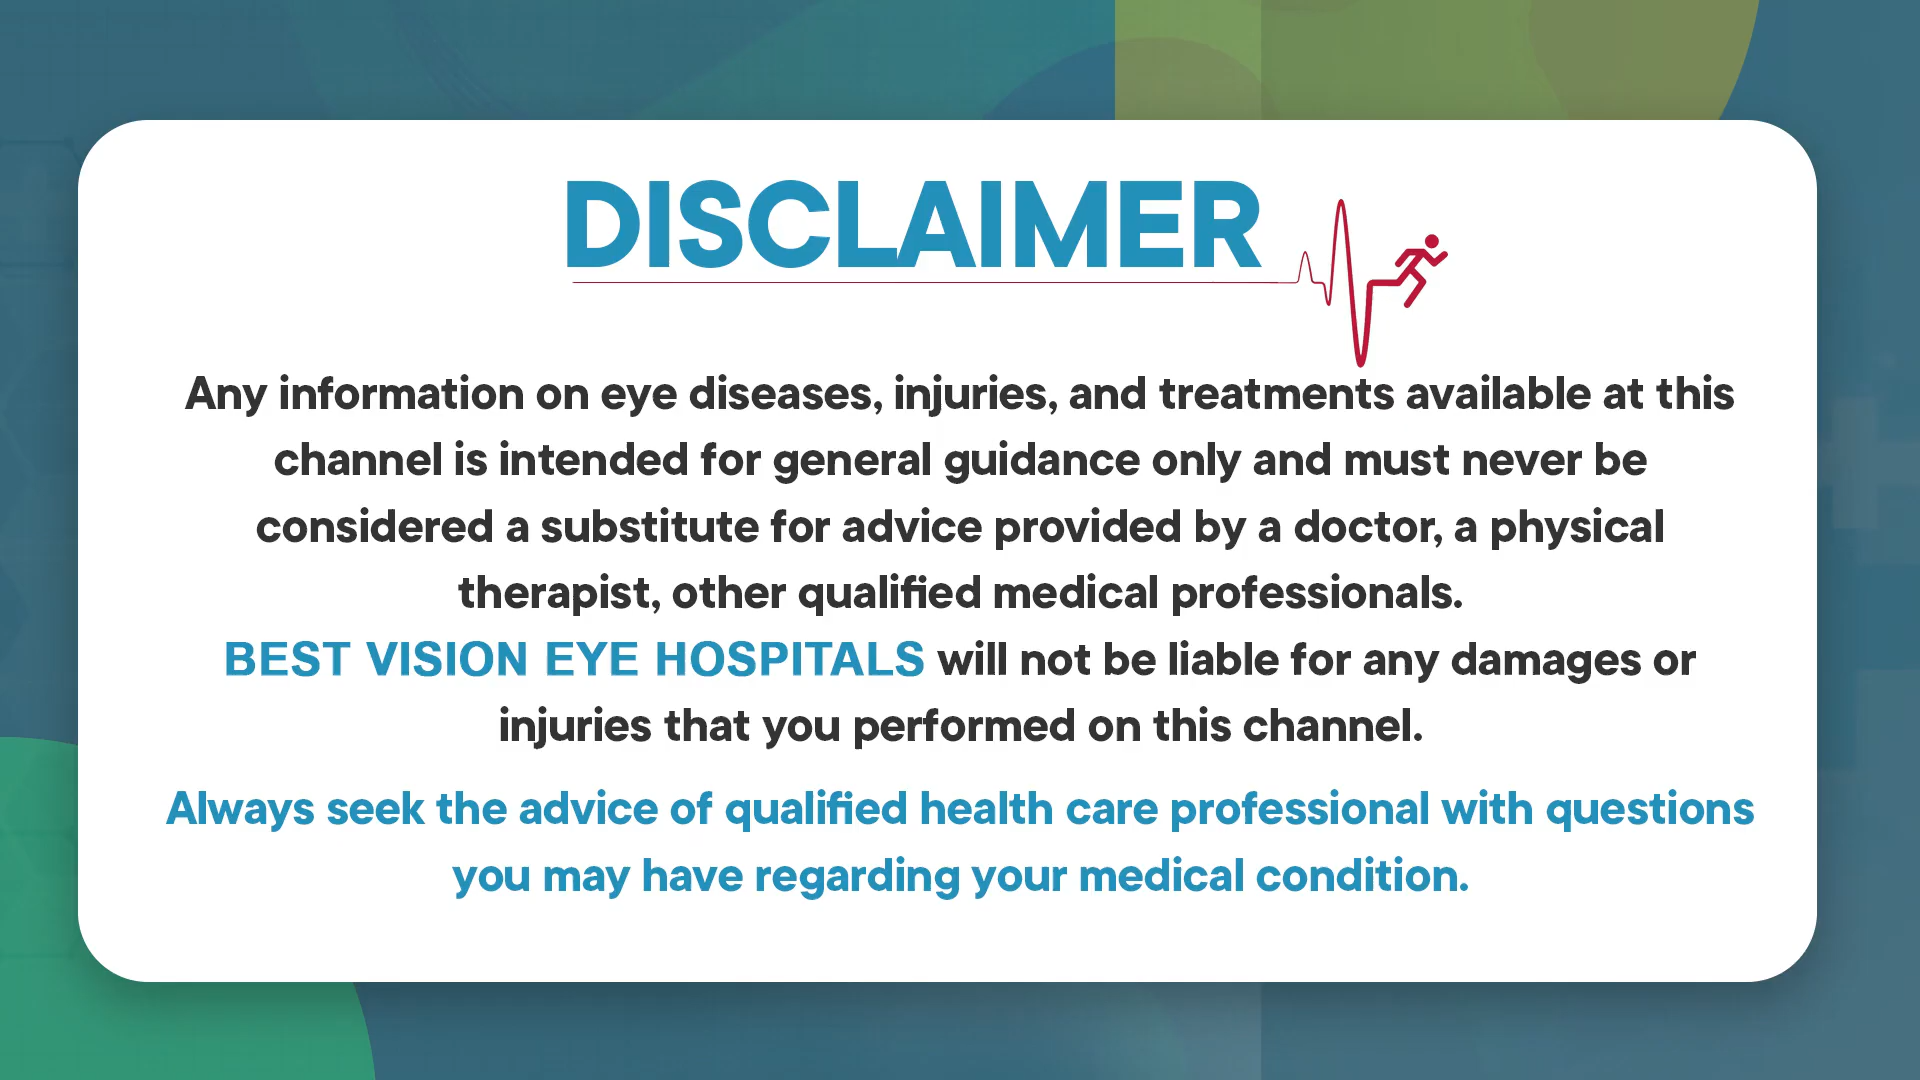 DISCLAIMER
Any information on eye diseases, injuries, and treatments available at this
channel is intended for general guidance only and must never be
considered a substitute for advice provided by a doctor, a physical
therapist, other qualified medical professionals.
BEST VISION EYE HOSPITALS will not be liable for any damages or
injuries that you performed on this channel.
Always seek the advice of qualified health care professional with questions
you may have regarding your medical condition.